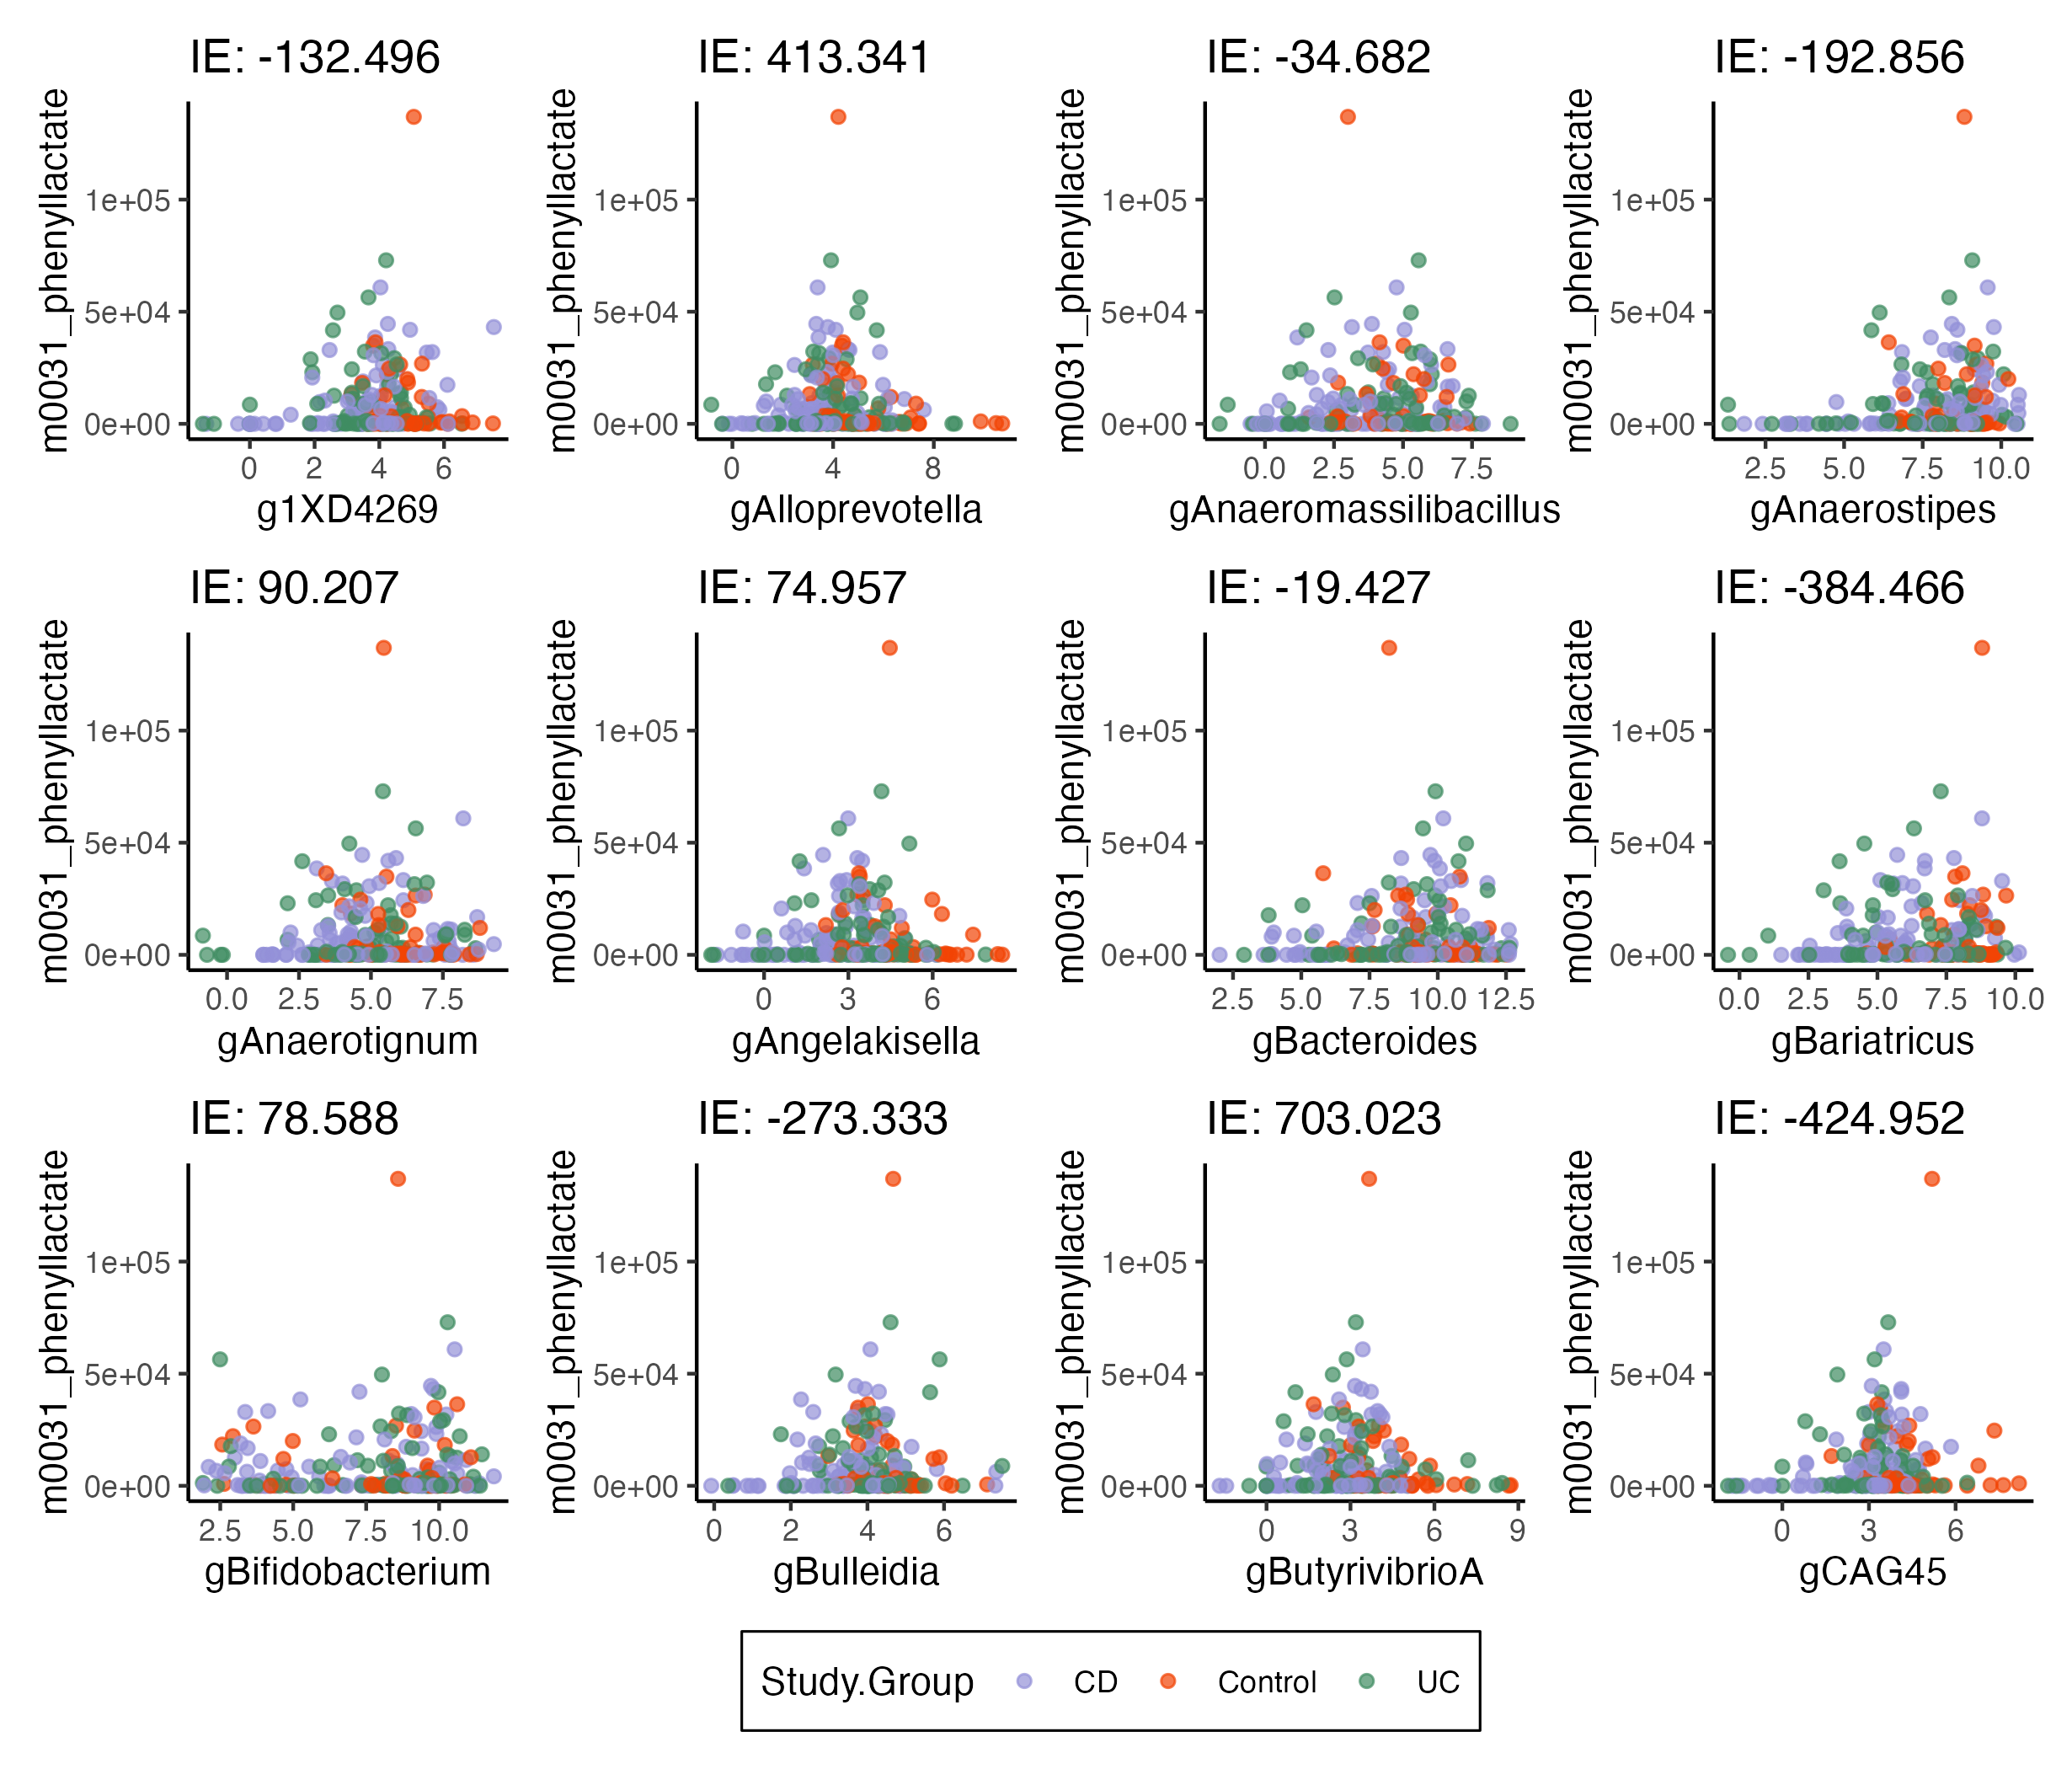 IE: -132.496
IE: 413.341
IE: -34.682
IE: -192.856
m0031_phenyllactate
1e+05
5e+04
0e+00
0 2 4 6
g1XD4269
m0031_phenyllactate
1e+05
5e+04
0e+00
0 4 8
gAlloprevotella
m0031_phenyllactate
1e+05
5e+04
0e+00
0.0 2.5 5.0 7.5
gAnaeromassilibacillus
m0031_phenyllactate
1e+05
5e+04
0e+00
2.5 5.0 7.5 10.0
gAnaerostipes
IE: 90.207
IE: 74.957
IE: -19.427
IE: -384.466
m0031_phenyllactate
1e+05
5e+04
0e+00
0.0 2.5 5.0 7.5
gAnaerotignum
m0031_phenyllactate
1e+05
5e+04
0e+00
0 3 6
gAngelakisella
m0031_phenyllactate
1e+05
5e+04
0e+00
2.5 5.0 7.5 10.0 12.5
gBacteroides
m0031_phenyllactate
1e+05
5e+04
0e+00
0.0 2.5 5.0 7.5 10.0
gBariatricus
IE: 78.588
IE: -273.333
IE: 703.023
IE: -424.952
m0031_phenyllactate
1e+05
5e+04
0e+00
2.5 5.0 7.5 10.0
gBifidobacterium
m0031_phenyllactate
1e+05
5e+04
0e+00
0 2 4 6
gBulleidia
m0031_phenyllactate
1e+05
5e+04
0e+00
0 3 6 9
gButyrivibrioA
m0031_phenyllactate
1e+05
5e+04
0e+00
0 3 6
gCAG45
Study.Group CD Control UC